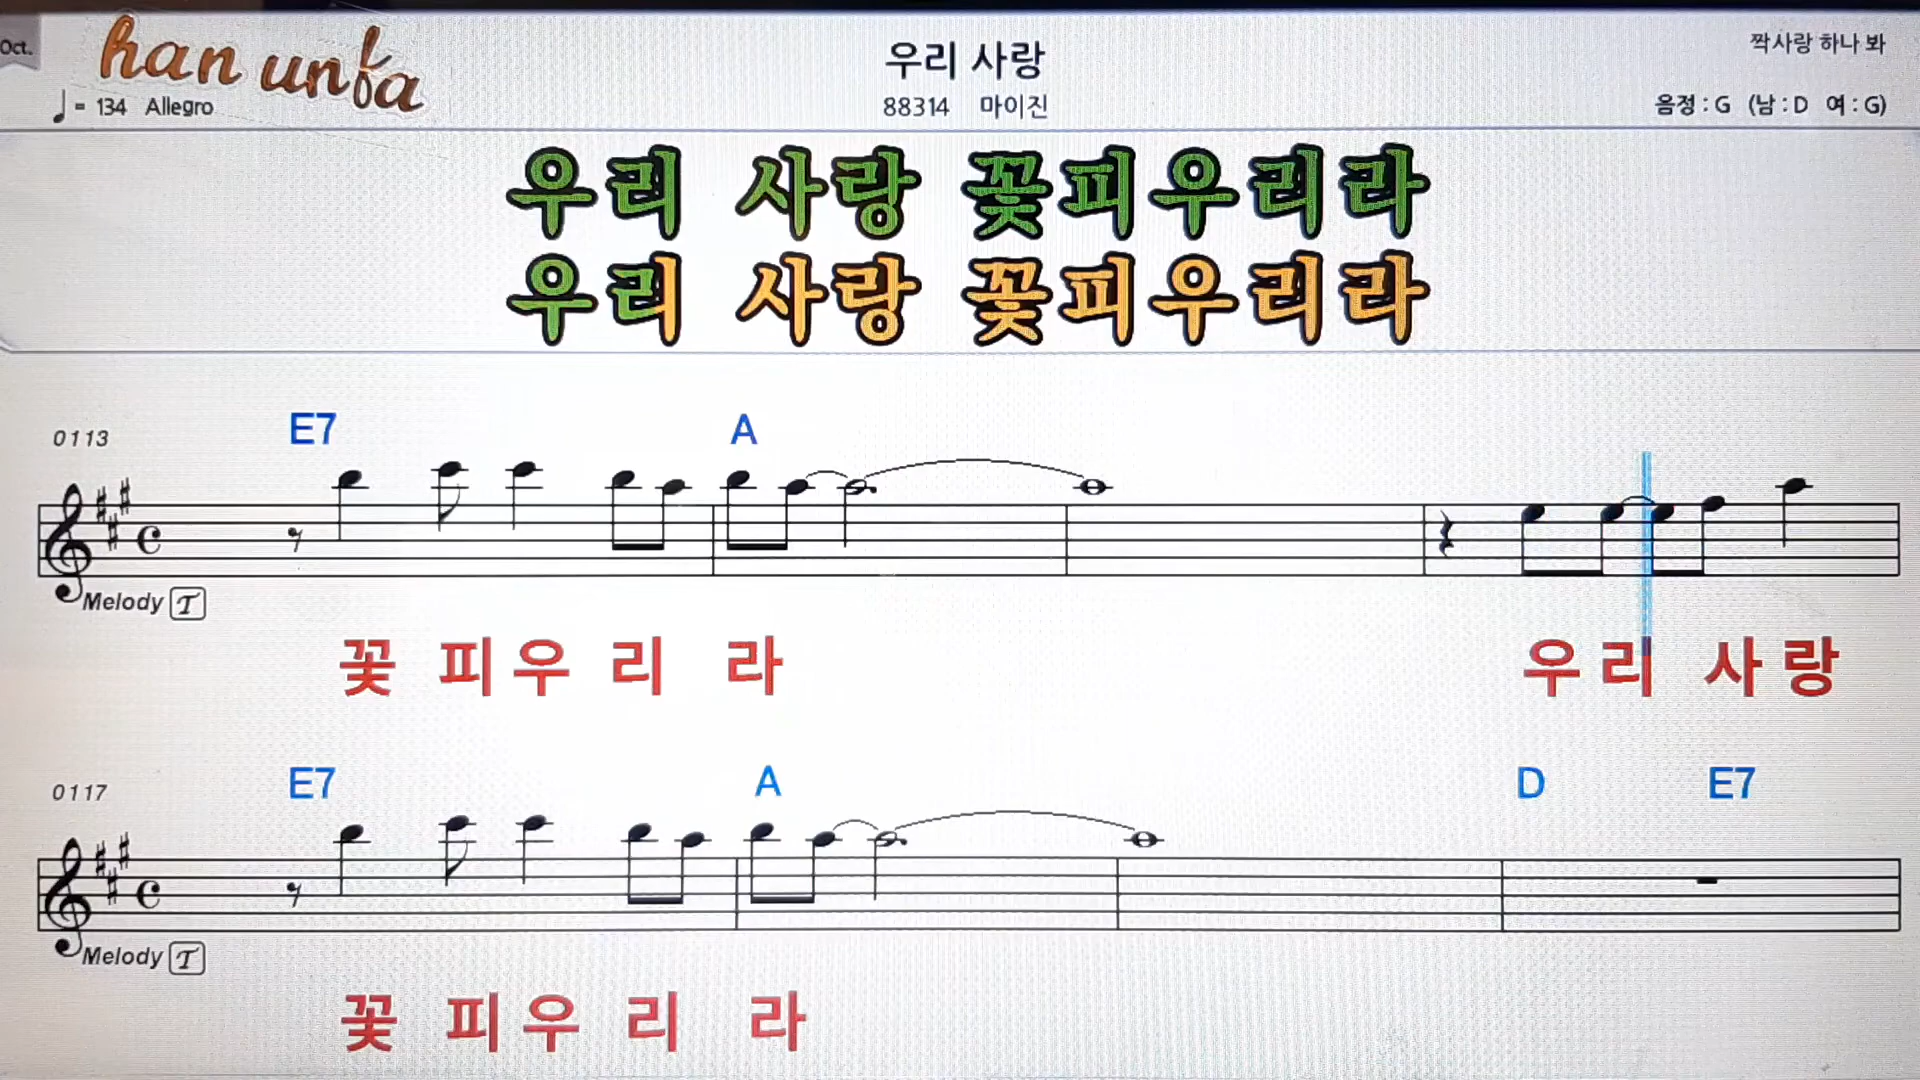 Oct.
han unfa
우리 사랑
짝사랑 하나 봐
♩ = 134 Allegro
88314 마이진
음정 : G (남 : D 여 : G)
우리 사랑 꽃피우리라
우리 사랑 꽃피우리라
E7 A
0113
Melody T
꽃 피 우 리 라 우 리 사 랑
E7 A D E7
0117
Melody T
꽃 피 우 리 라